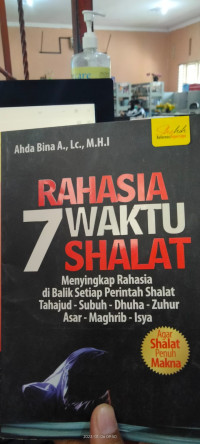 Ahda Bina A., Lc., M.H.I
RAHASIA
7 WAKTU
SHALAT
Menyingkap Rahasia
di Balik Setiap Perintah Shalat
Tahajud - Subuh - Dhuha - Zuhur
Asar - Maghrib - Isya
Agar
Shalat
Penuh
Makna